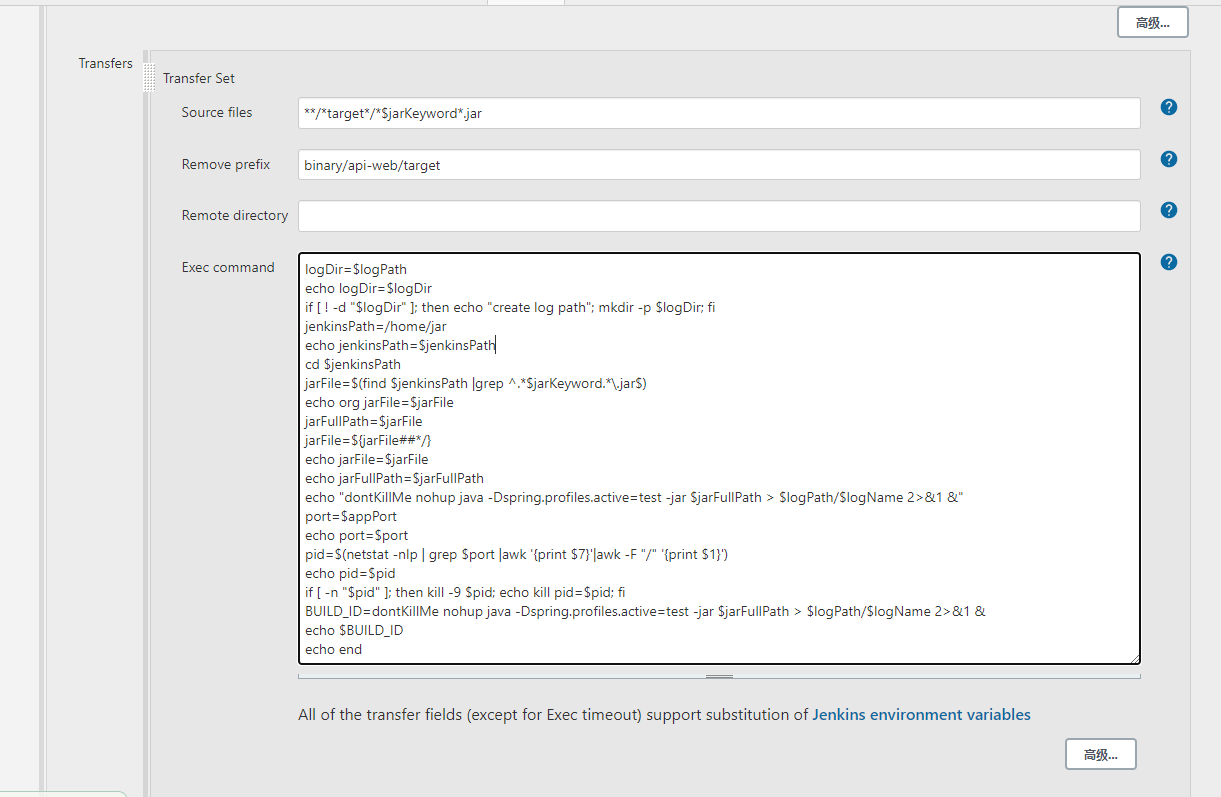 高级...
Transfers
Transfer Set
Source files
**/*target*/*$jarKeyword*.jar
Remove prefix
binary/api-web/target
Remote directory
Exec command
logDir=$logPath
echo logDir=$logDir
if [ ! -d "$logDir" ]; then echo "create log path"; mkdir -p $logDir; fi
jenkinsPath=/home/jar
echo jenkinsPath=$jenkinsPath
cd $jenkinsPath
jarFile=$(find $jenkinsPath |grep ^.*$jarKeyword.*\.jar$)
echo org jarFile=$jarFile
jarFullPath=$jarFile
jarFile=${jarFile##*/}
echo jarFile=$jarFile
echo jarFullPath=$jarFullPath
echo "dontKillMe nohup java -Dspring.profiles.active=test -jar $jarFullPath > $logPath/$logName 2>&1 &"
port=$appPort
echo port=$port
pid=$(netstat -nlp | grep $port |awk '{print $7}'|awk -F "/" '{print $1}')
echo pid=$pid
if [ -n "$pid" ]; then kill -9 $pid; echo kill pid=$pid; fi
BUILD_ID=dontKillMe nohup java -Dspring.profiles.active=test -jar $jarFullPath > $logPath/$logName 2>&1 &
echo $BUILD_ID
echo end
All of the transfer fields (except for Exec timeout) support substitution of Jenkins environment variables
高级...